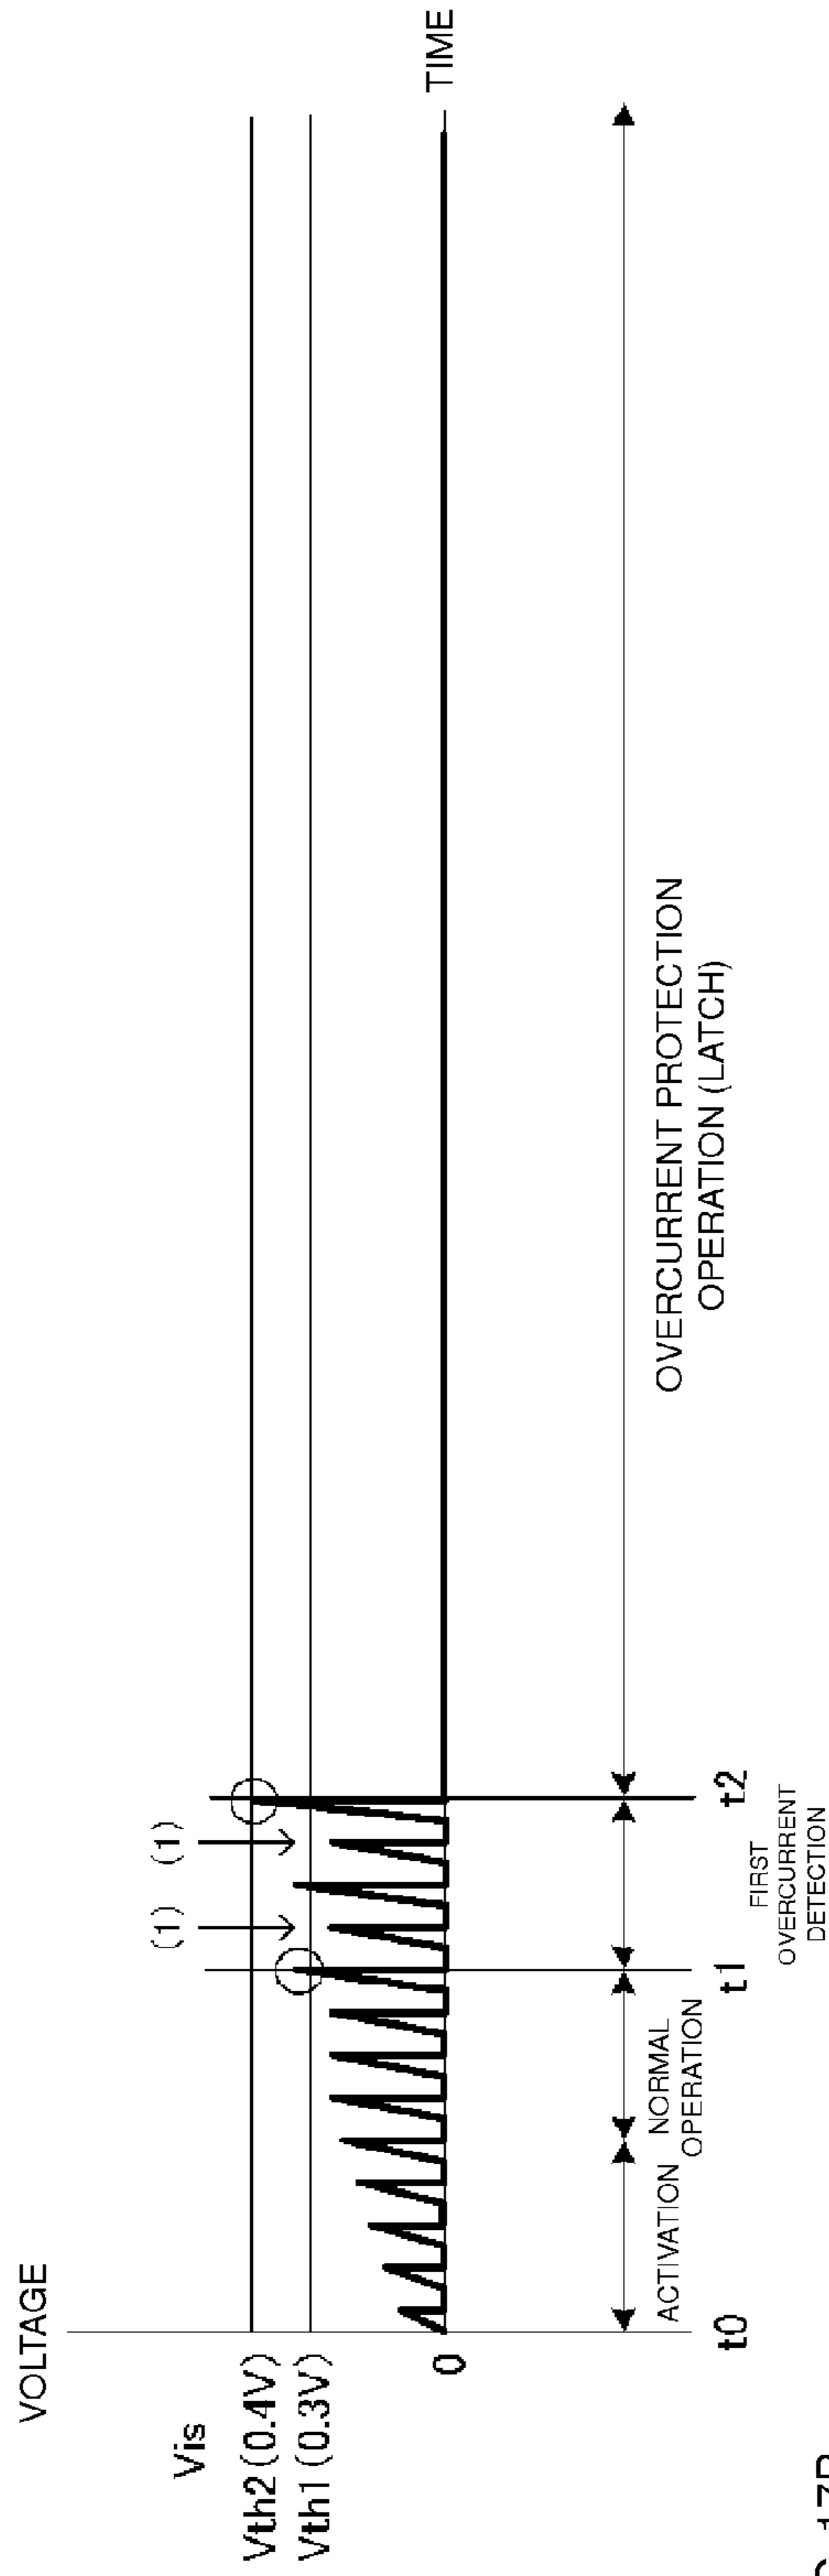 VOLTAGE
Vis
Vth2 (0.4V)
Vth1 (0.3V)
0
(1)
(1)
TIME
ACTIVATION
NORMAL
OPERATION
OVERCURRENT PROTECTION
OPERATION (LATCH)
t0
t1
t2
FIRST
OVERCURRENT
DETECTION